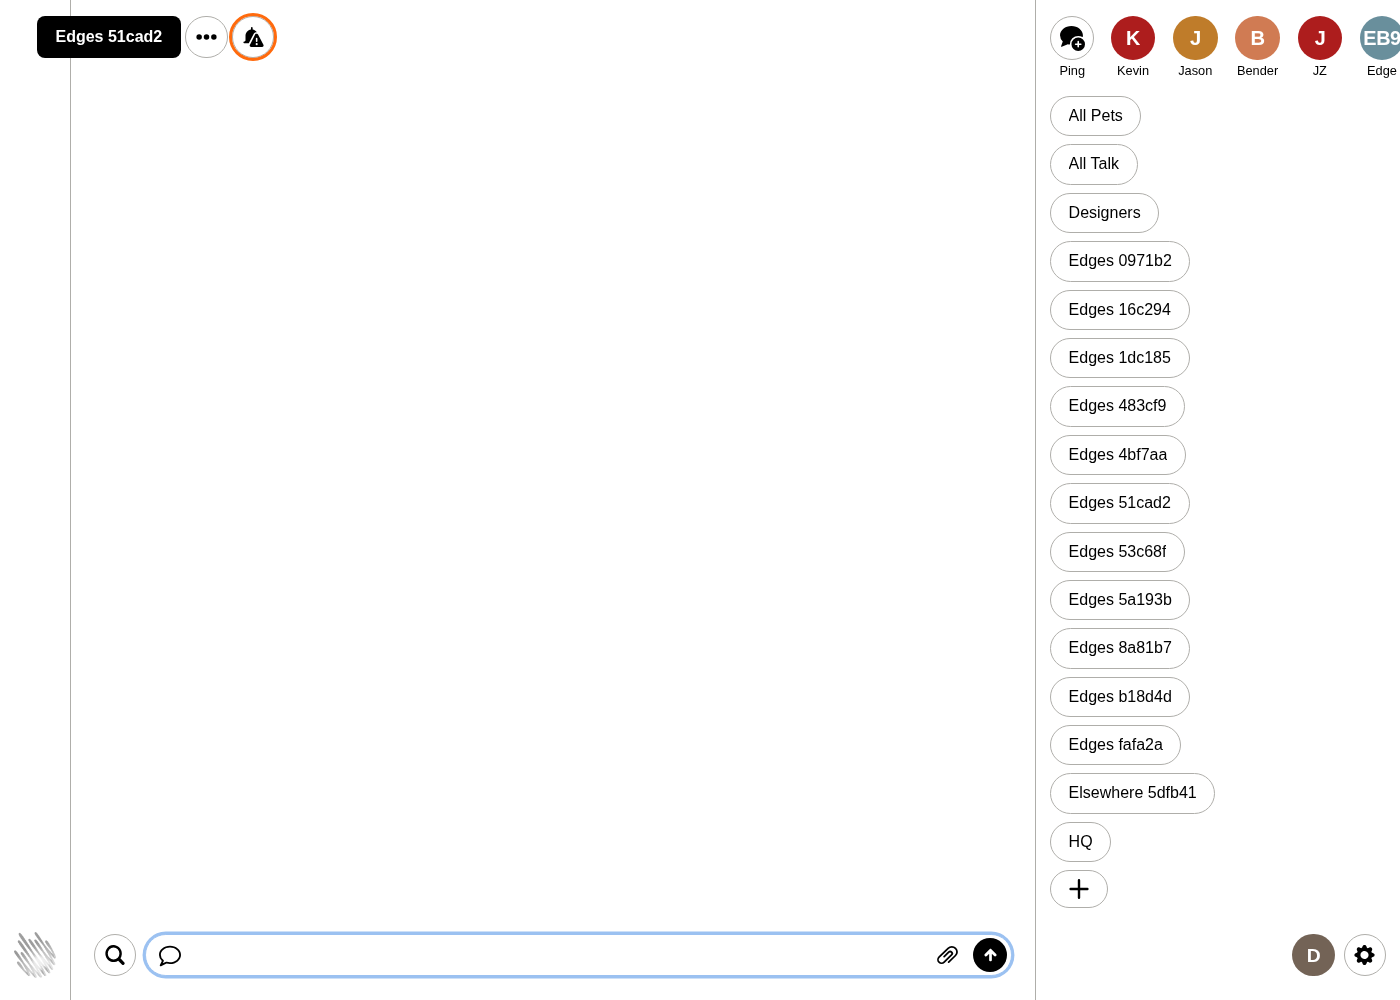 Edges 51cad2
K
J
B
J
EB9
Ping
Kevin
Jason
Bender
JZ
Edge
All Pets
All Talk
Designers
Edges 0971b2
Edges 16c294
Edges 1dc185
Edges 483cf9
Edges 4bf7aa
Edges 51cad2
Edges 53c68f
Edges 5a193b
Edges 8a81b7
Edges b18d4d
Edges fafa2a
Elsewhere 5dfb41
HQ
D